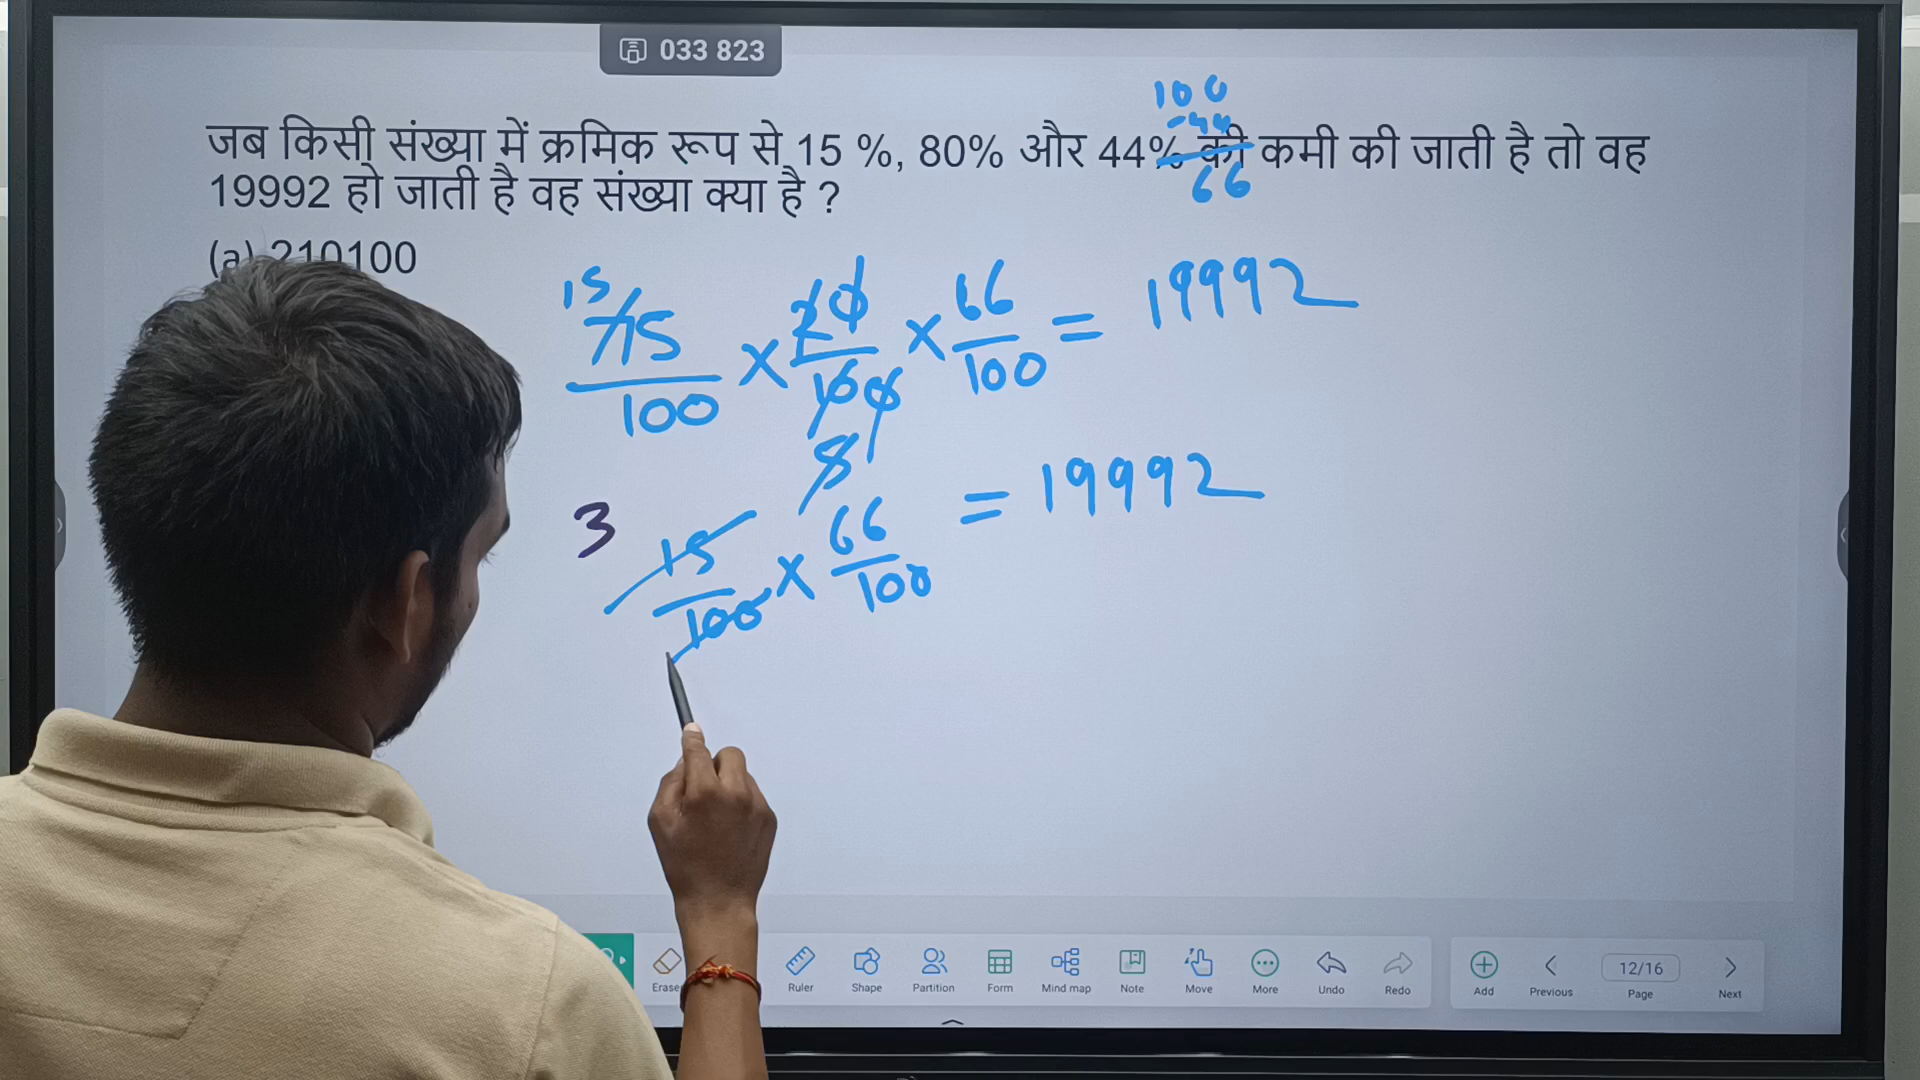 033 823
जब किसी संख्या में क्रमिक रूप से 15 %, 80% और 44% की कमी की जाती है तो वह
19992 हो जाती है वह संख्या क्या है ?
100
-44
66
(a) 210100
15
75/100 × 20/100 × 66/100 = 19992
8
3
15/100 × 66/100 = 19992
Eraser Ruler Shape Partition Form Mind map Note Move More Undo Redo Add Previous 12/16 Page Next